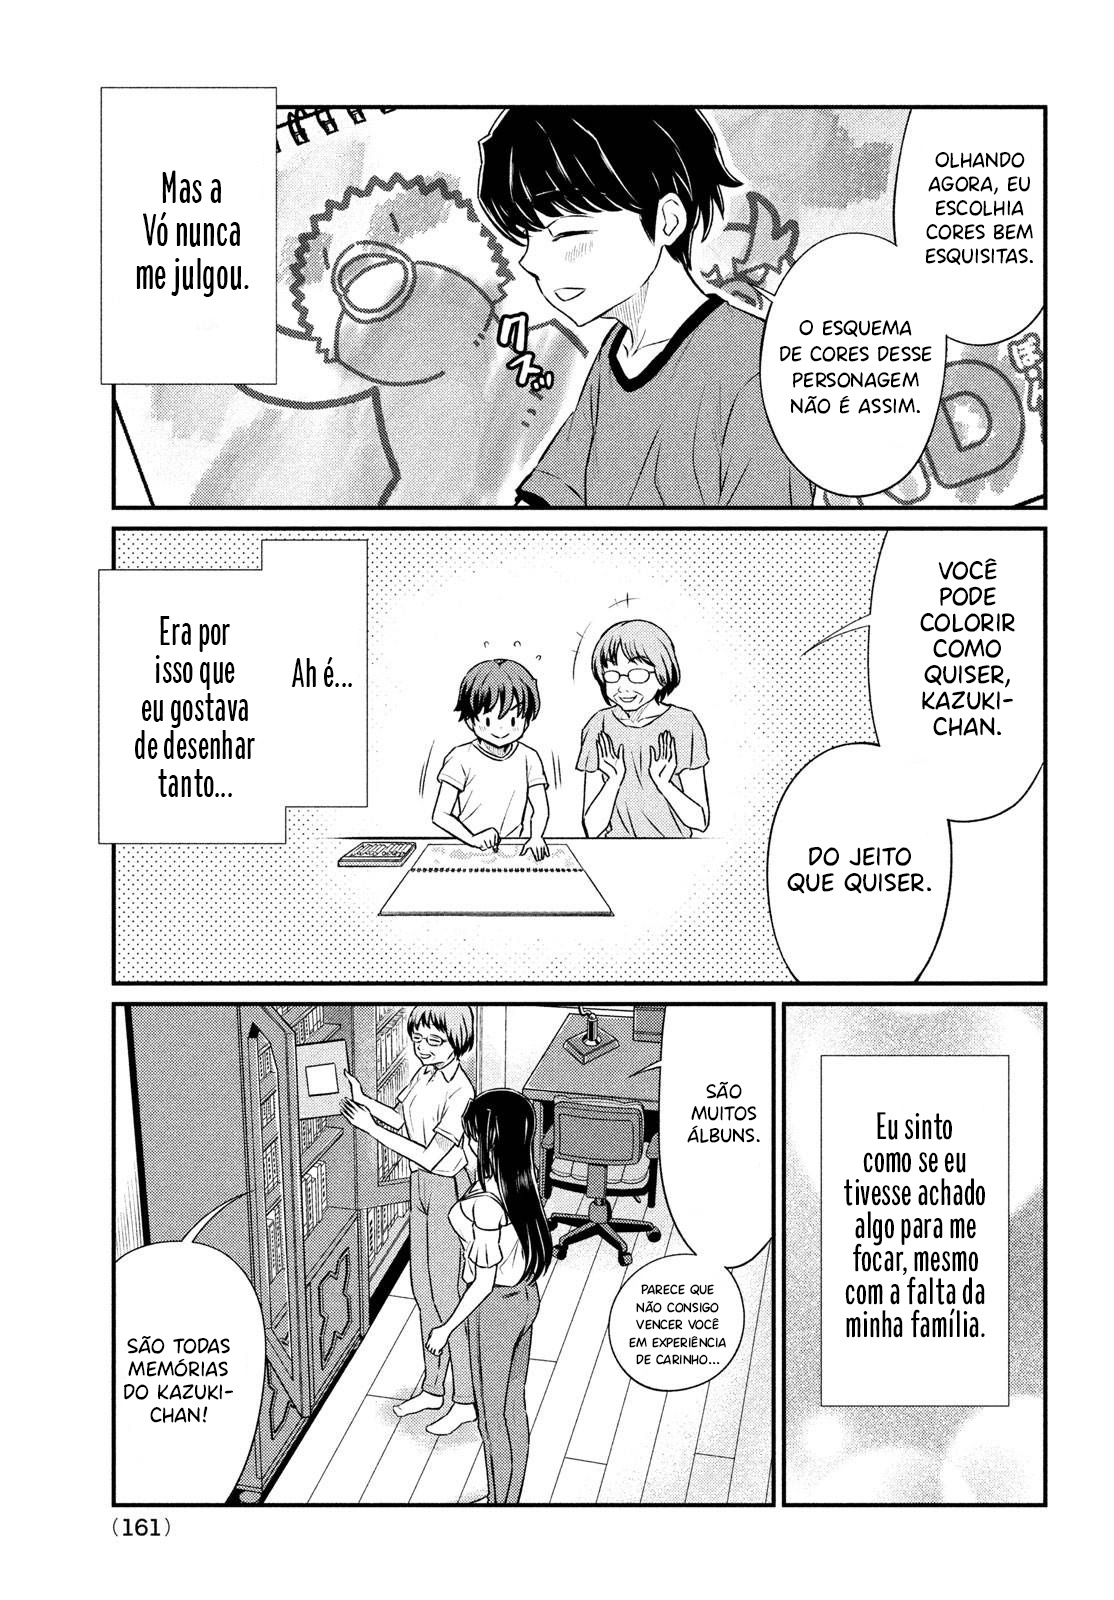 OLHANDO
AGORA, EU
ESCOLHIA
CORES BEM
ESQUISITAS.
O ESQUEMA
DE CORES DESSE
PERSONAGEM
NÃO É ASSIM.
クスッ
Mas a
Vó nunca
me julgou.
VOCÊ
PODE
COLORIR
COMO
QUISER,
KAZUKI-
CHAN.
DO JEITO
QUE QUISER.
Ah é...
Era por
isso que
eu gostava
de desenhar
tanto...
Eu sinto
como se eu
tivesse achado
algo para me
focar, mesmo
com a falta da
minha família.
SÃO
MUITOS
ÁLBUNS.
PARECE QUE
NÃO CONSIGO
VENCER VOCÊ
EM EXPERIÊNCIA
DE CARINHO...
SÃO TODAS
MEMÓRIAS
DO KAZUKI-
CHAN!
(161)